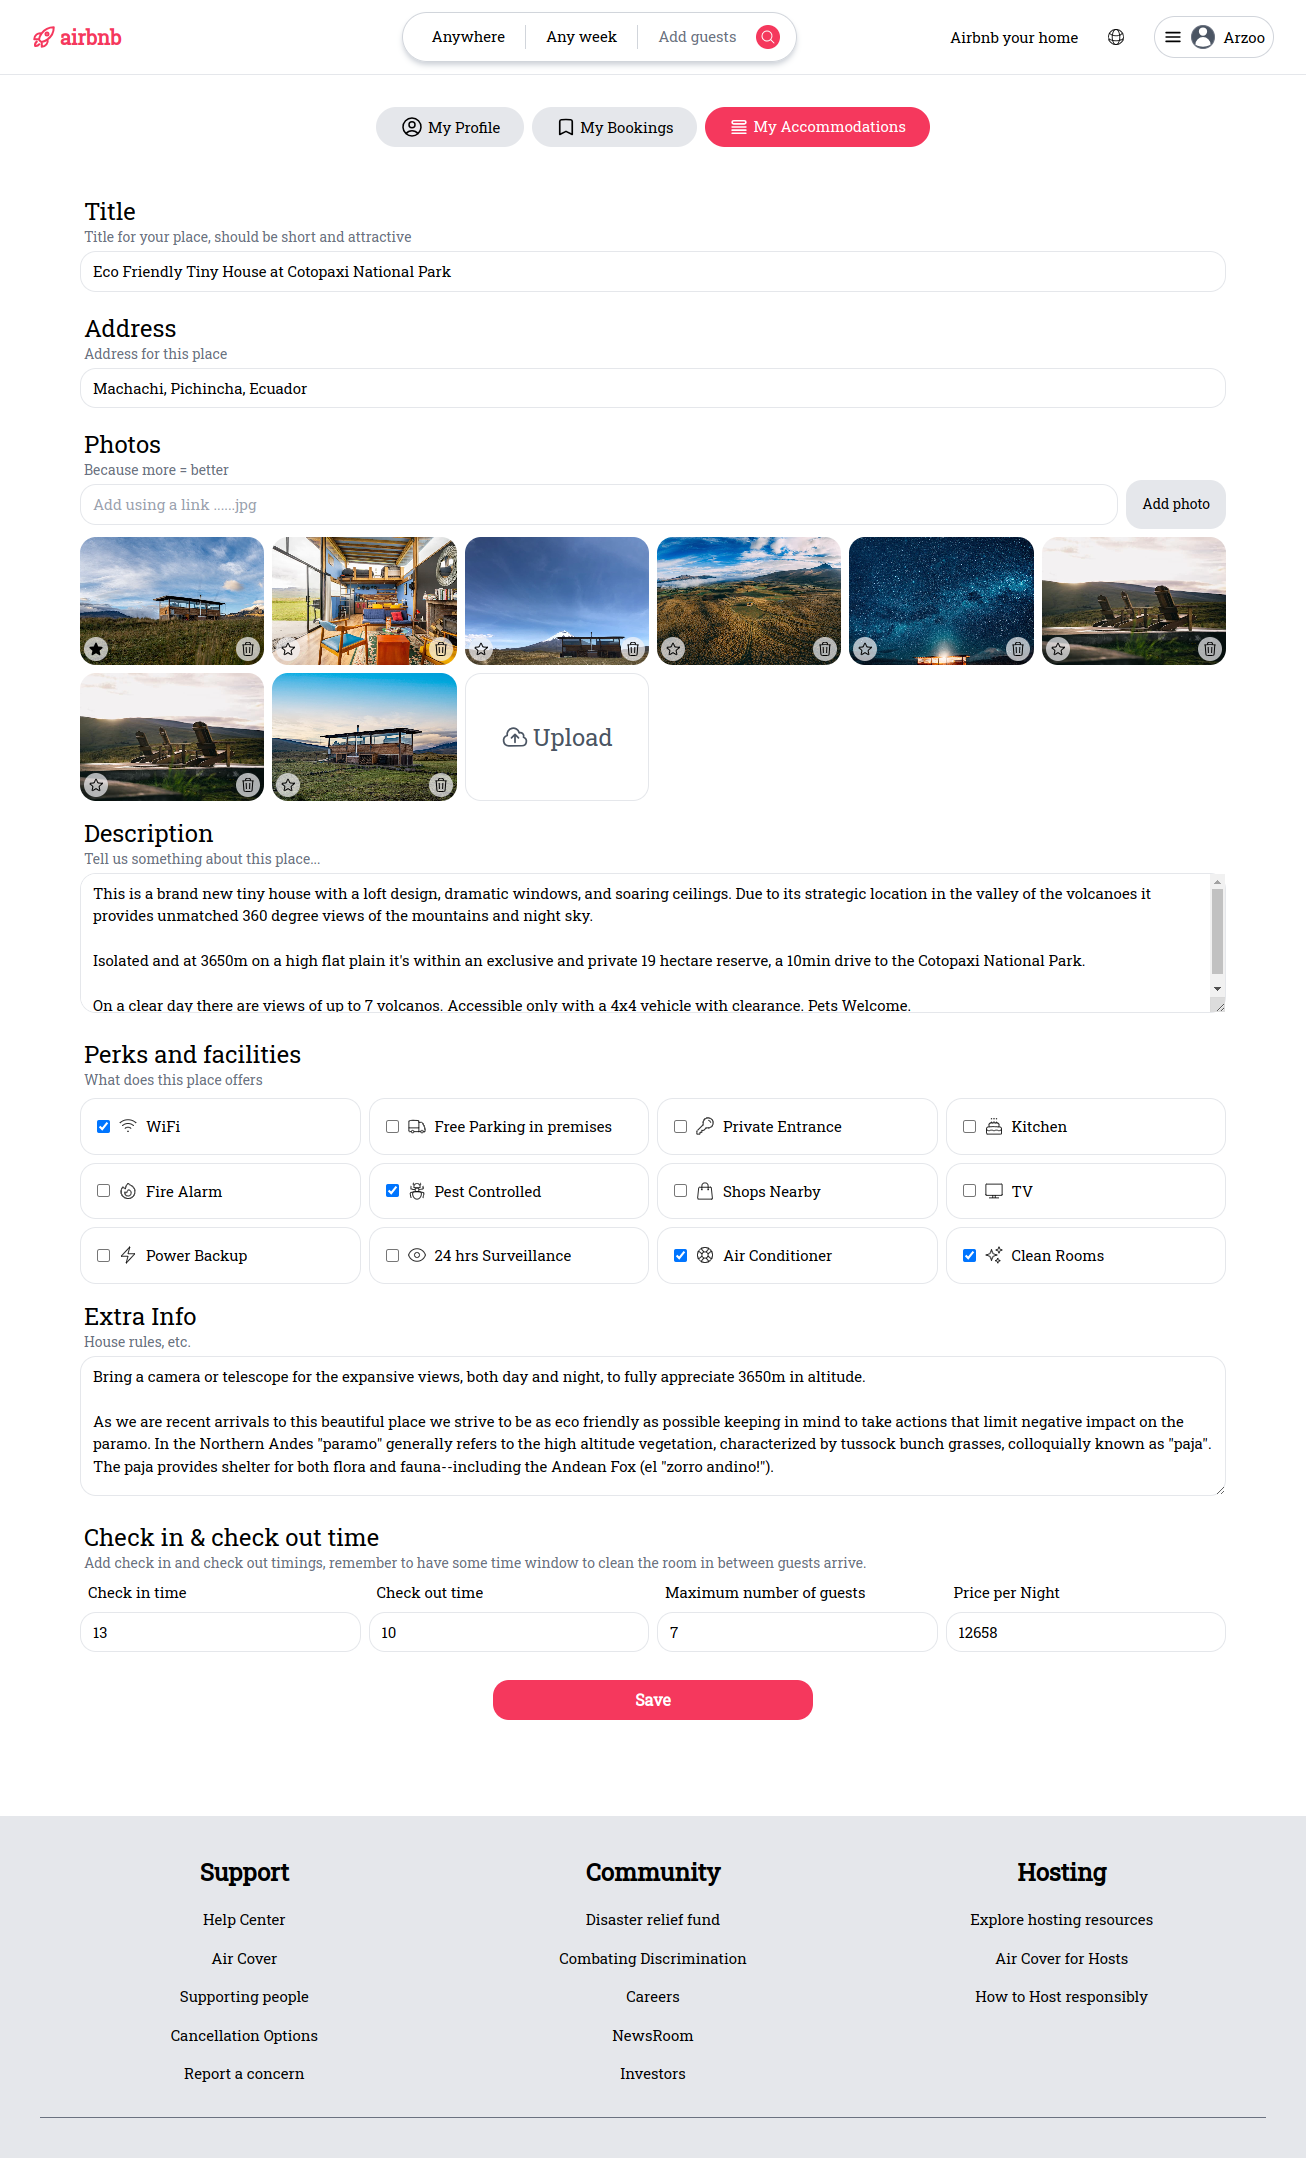 airbnb
Anywhere
Any week
Add guests
Airbnb your home
Arzoo
My Profile
My Bookings
My Accommodations
Title
Title for your place, should be short and attractive
Eco Friendly Tiny House at Cotopaxi National Park
Address
Address for this place
Machachi, Pichincha, Ecuador
Photos
Because more = better
Add using a link ......jpg
Add photo
Upload
Description
Tell us something about this place...
This is a brand new tiny house with a loft design, dramatic windows, and soaring ceilings. Due to its strategic location in the valley of the volcanoes it
provides unmatched 360 degree views of the mountains and night sky.
Isolated and at 3650m on a high flat plain it's within an exclusive and private 19 hectare reserve, a 10min drive to the Cotopaxi National Park.
On a clear day there are views of up to 7 volcanos. Accessible only with a 4x4 vehicle with clearance. Pets Welcome.
Perks and facilities
What does this place offers
WiFi
Free Parking in premises
Private Entrance
Kitchen
Fire Alarm
Pest Controlled
Shops Nearby
TV
Power Backup
24 hrs Surveillance
Air Conditioner
Clean Rooms
Extra Info
House rules, etc.
Bring a camera or telescope for the expansive views, both day and night, to fully appreciate 3650m in altitude.
As we are recent arrivals to this beautiful place we strive to be as eco friendly as possible keeping in mind to take actions that limit negative impact on the
paramo. In the Northern Andes "paramo" generally refers to the high altitude vegetation, characterized by tussock bunch grasses, colloquially known as "paja".
The paja provides shelter for both flora and fauna--including the Andean Fox (el "zorro andino!").
Check in & check out time
Add check in and check out timings, remember to have some time window to clean the room in between guests arrive.
Check in time
Check out time
Maximum number of guests
Price per Night
13
10
7
12658
Save
Support
Community
Hosting
Help Center
Disaster relief fund
Explore hosting resources
Air Cover
Combating Discrimination
Air Cover for Hosts
Supporting people
Careers
How to Host responsibly
Cancellation Options
NewsRoom
Report a concern
Investors